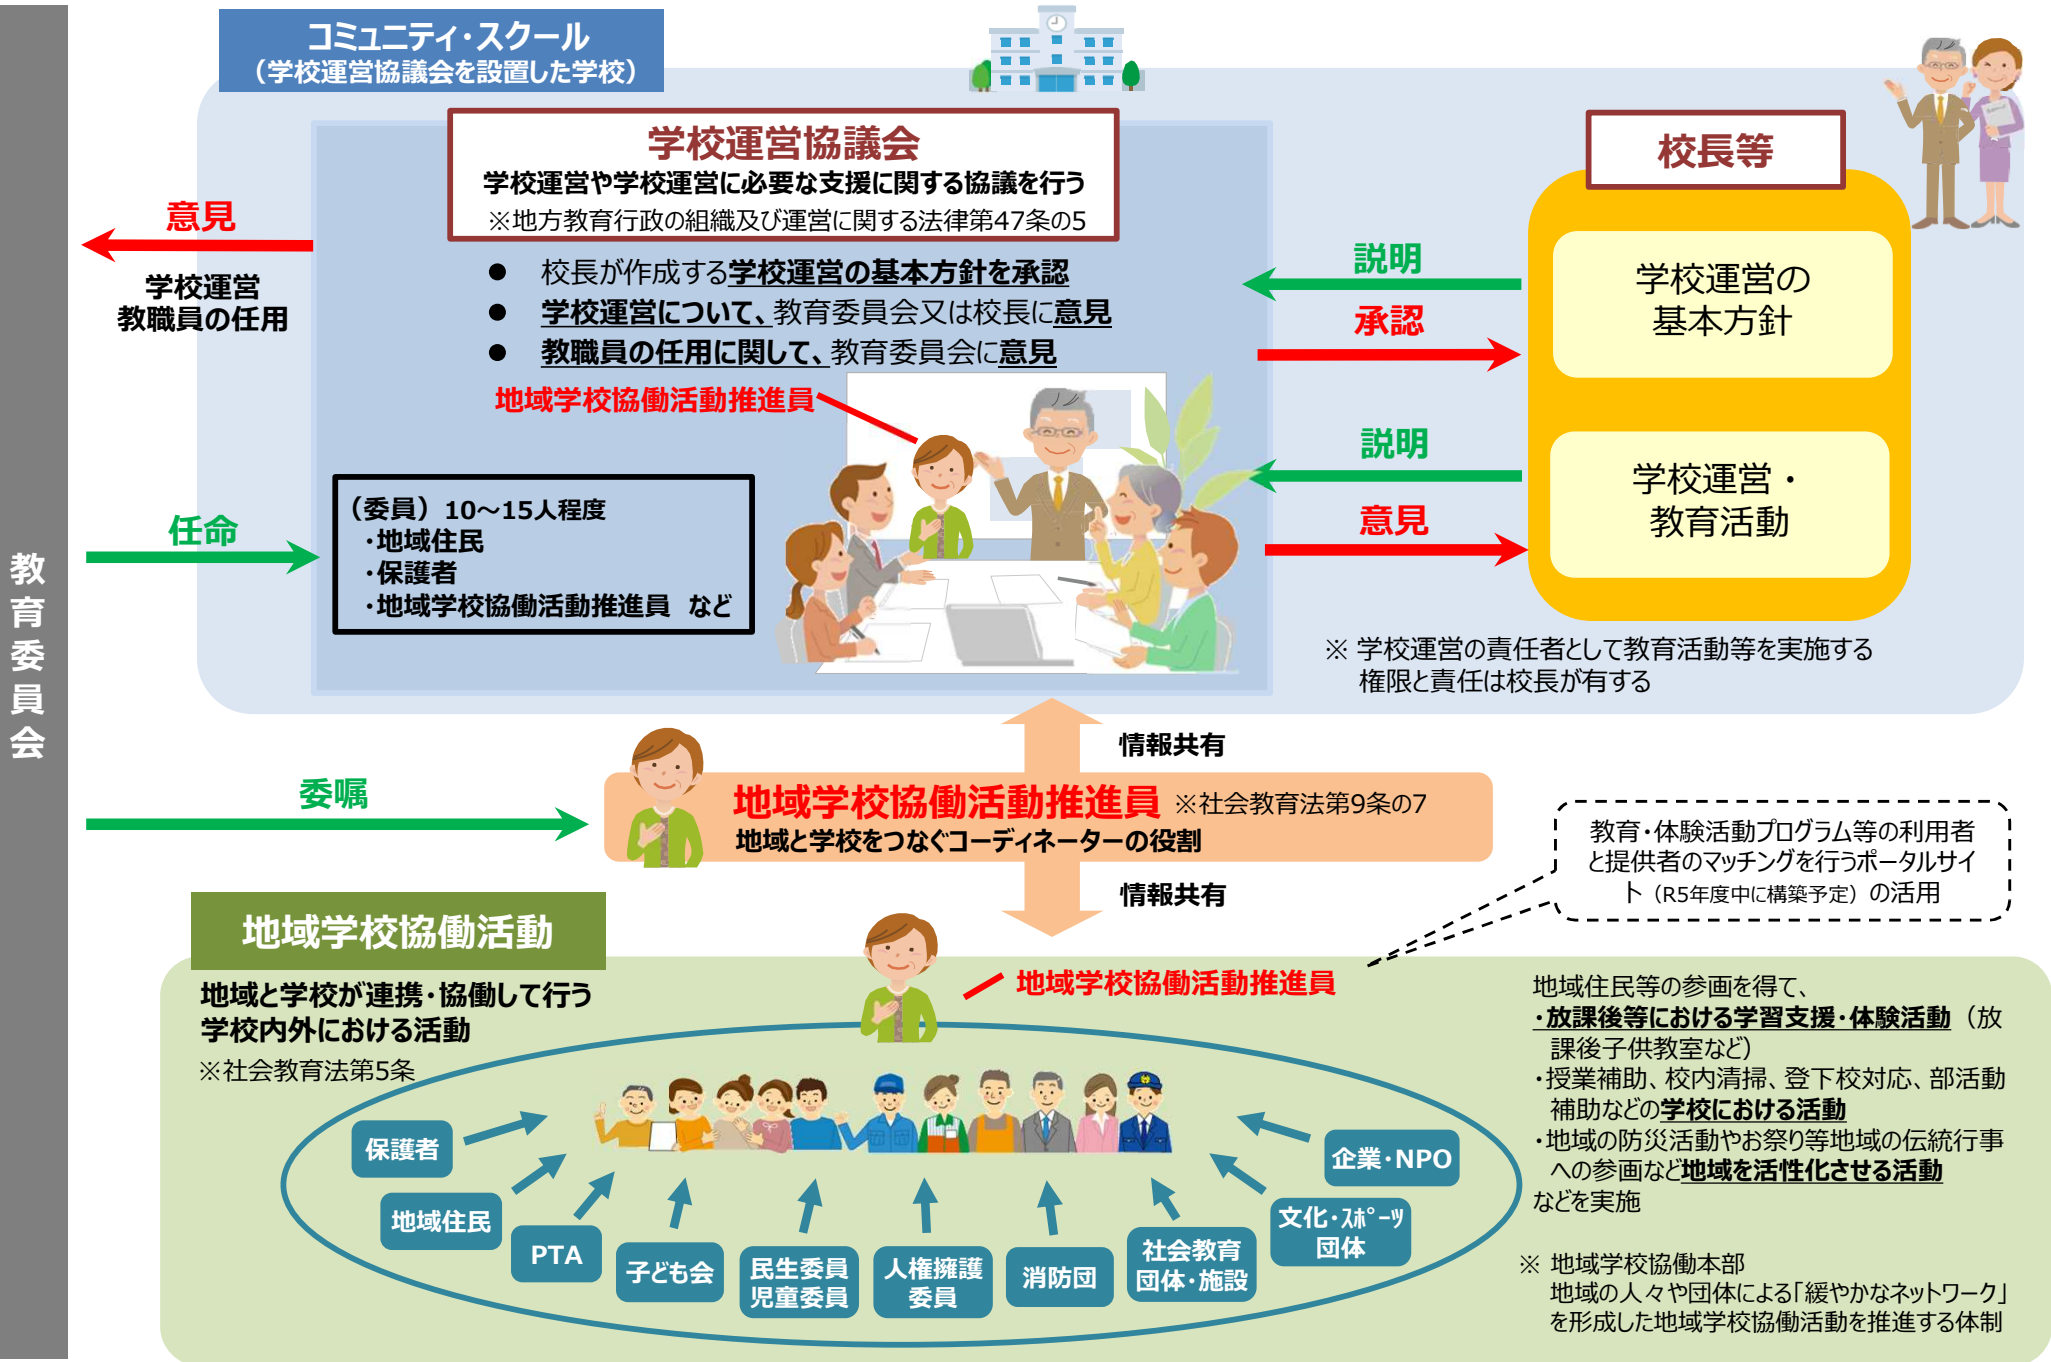 コミュニティ・スクール
（学校運営協議会を設置した学校）
学校運営協議会
学校運営や学校運営に必要な支援に関する協議を行う
※地方教育行政の組織及び運営に関する法律第47条の5
● 校長が作成する学校運営の基本方針を承認
● 学校運営について、教育委員会又は校長に意見
● 教職員の任用に関して、教育委員会に意見
地域学校協働活動推進員
（委員）10～15人程度
・地域住民
・保護者
・地域学校協働活動推進員 など
意見
学校運営
教職員の任用
任命
教育委員会
校長等
説明
承認
学校運営の
基本方針
説明
意見
学校運営・
教育活動
※ 学校運営の責任者として教育活動等を実施する
権限と責任は校長が有する
情報共有
委嘱
地域学校協働活動推進員 ※社会教育法第9条の7
地域と学校をつなぐコーディネーターの役割
情報共有
教育・体験活動プログラム等の利用者
と提供者のマッチングを行うポータルサイ
ト（R5年度中に構築予定）の活用
地域学校協働活動
地域と学校が連携・協働して行う
学校内外における活動
※社会教育法第5条
地域学校協働活動推進員
保護者
地域住民
PTA
子ども会
民生委員
児童委員
人権擁護
委員
消防団
社会教育
団体・施設
文化・ｽﾎﾟｰﾂ
団体
企業・NPO
地域住民等の参画を得て、
・放課後等における学習支援・体験活動（放
課後子供教室など）
・授業補助、校内清掃、登下校対応、部活動
補助などの学校における活動
・地域の防災活動やお祭り等地域の伝統行事
への参画など地域を活性化させる活動
などを実施
※ 地域学校協働本部
地域の人々や団体による「緩やかなネットワーク」
を形成した地域学校協働活動を推進する体制